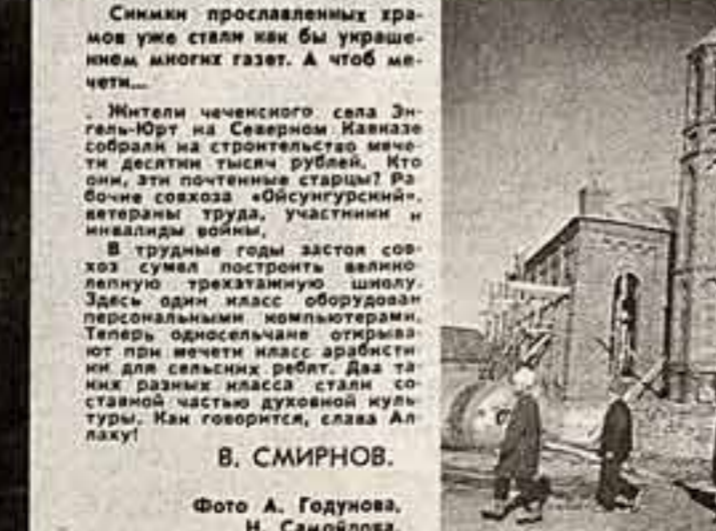 Снимки прославленных хра-
мов уже стали как бы украше-
нием многих газет. А чтоб ме-
чети...
Жители чеченского села Эн-
гель-Юрт на Северном Кавказе
собрали на строительство мече-
ти десятки тысяч рублей. Кто
они, эти почтенные старцы? Ра-
бочие совхоза «Ойсунгурский»,
ветераны труда, участники и
инвалиды войны.
В трудные годы застоя сов-
хоз сумел построить велико-
лепную трехэтажную школу.
Здесь один класс оборудован
персональными компьютерами.
Теперь односельчане открыва-
ют при мечети класс арабисти-
ки для сельских ребят. Два та-
ких разных класса стали со-
ставной частью духовной куль-
туры. Как говорится, слава Ал-
лаху!
В. СМИРНОВ.
Фото А. Годунова,
Н. Самойлова.